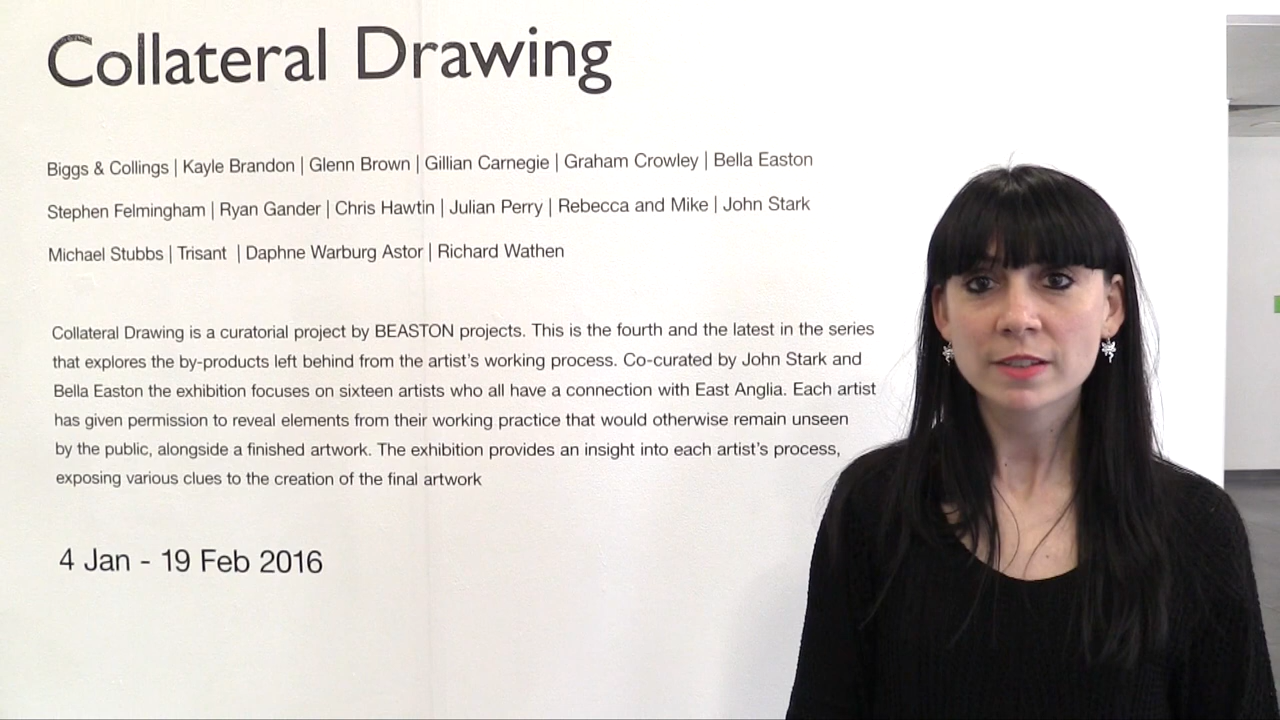 Collateral Drawing
Biggs & Collings | Kayle Brandon | Glenn Brown | Gillian Carnegie | Graham Crowley | Bella Easton
Stephen Felmingham | Ryan Gander | Chris Hawtin | Julian Perry | Rebecca and Mike | John Stark
Michael Stubbs | Trisant | Daphne Warburg Astor | Richard Wathen
Collateral Drawing is a curatorial project by BEASTON projects. This is the fourth and the latest in the series
that explores the by-products left behind from the artist's working process. Co-curated by John Stark and
Bella Easton the exhibition focuses on sixteen artists who all have a connection with East Anglia. Each artist
has given permission to reveal elements from their working practice that would otherwise remain unseen
by the public, alongside a finished artwork. The exhibition provides an insight into each artist's process,
exposing various clues to the creation of the final artwork
4 Jan - 19 Feb 2016